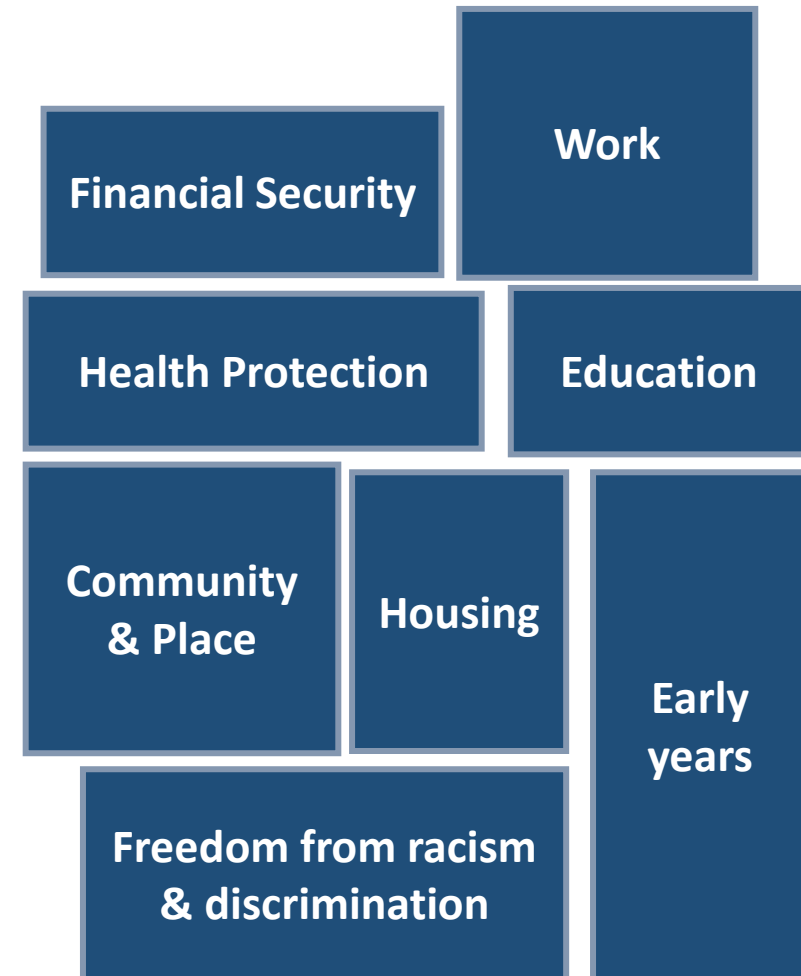 Work
Financial Security
Health Protection
Education
Community
& Place
Housing
Early
years
Freedom from racism
& discrimination